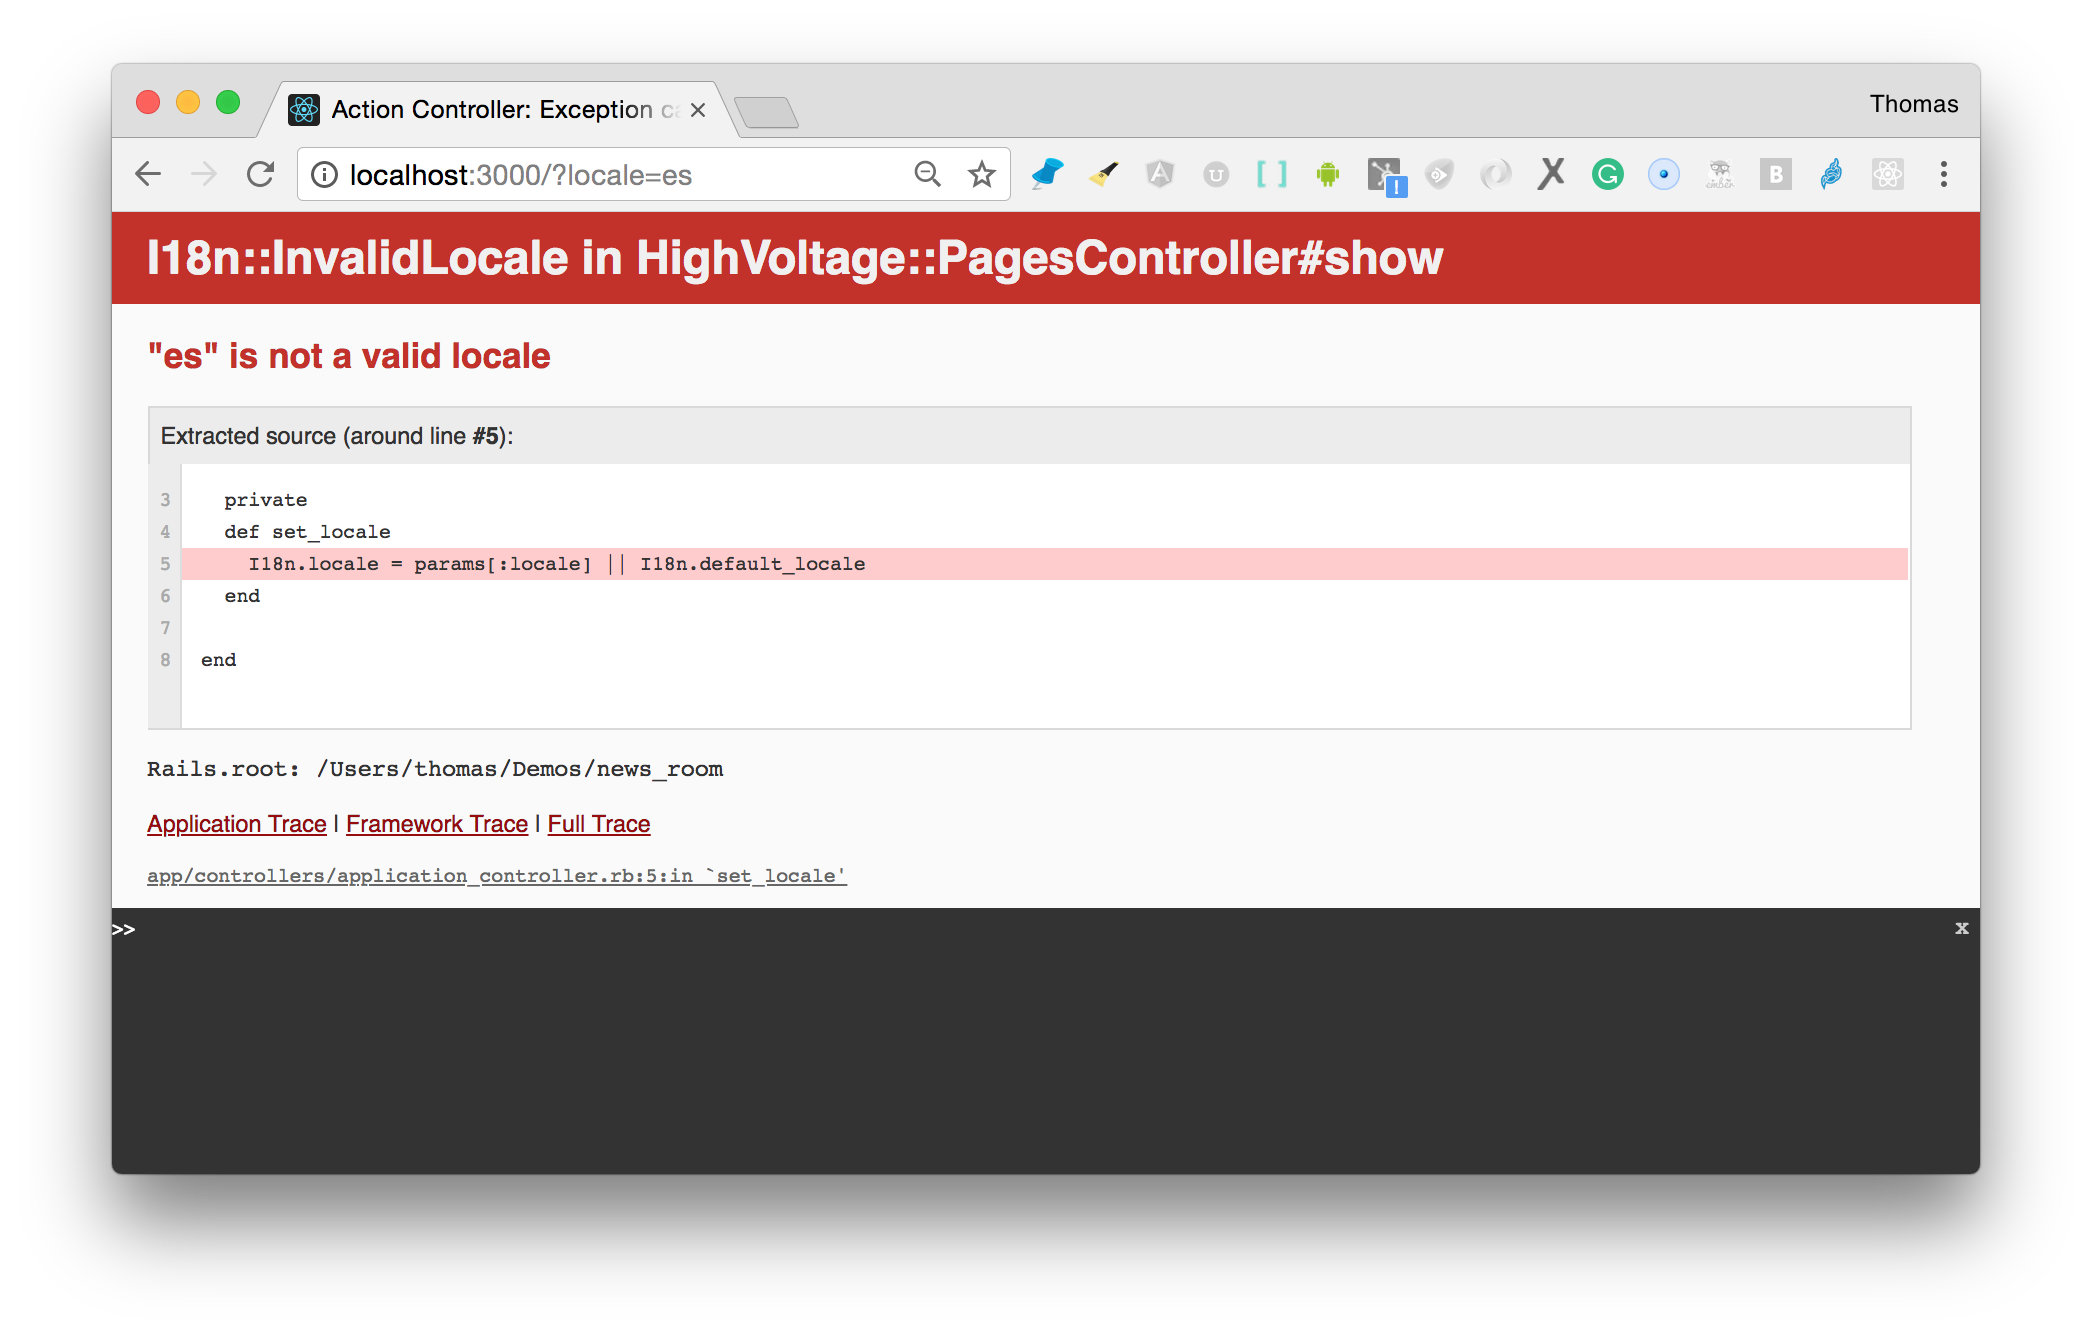 Action Controller: Exception ca
Thomas
localhost:3000/?locale=es
I18n::InvalidLocale in HighVoltage::PagesController#show
"es" is not a valid locale
Extracted source (around line #5):
3 private
4 def set_locale
5 I18n.locale = params[:locale] || I18n.default_locale
6 end
7
8 end
Rails.root: /Users/thomas/Demos/news_room
Application Trace | Framework Trace | Full Trace
app/controllers/application_controller.rb:5:in `set_locale'
>>
x